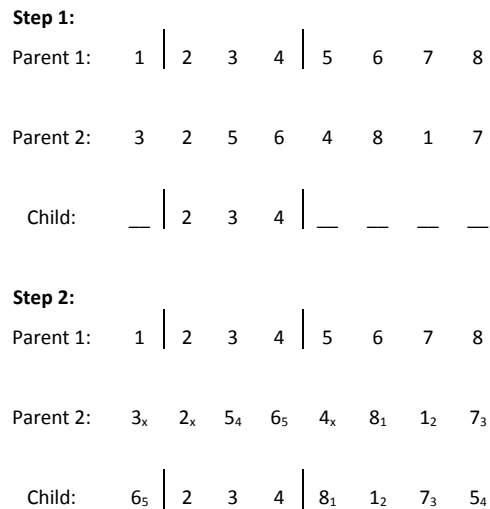 Step 1:
Parent 1: 1 | 2 3 4 | 5 6 7 8
Parent 2: 3 2 5 6 4 8 1 7
Child: __ | 2 3 4 | __ __ __ __
Step 2:
Parent 1: 1 | 2 3 4 | 5 6 7 8
Parent 2: 3ₓ 2ₓ 5₄ 6₅ 4ₓ 8₁ 1₂ 7₃
Child: 6₅ | 2 3 4 | 8₁ 1₂ 7₃ 5₄